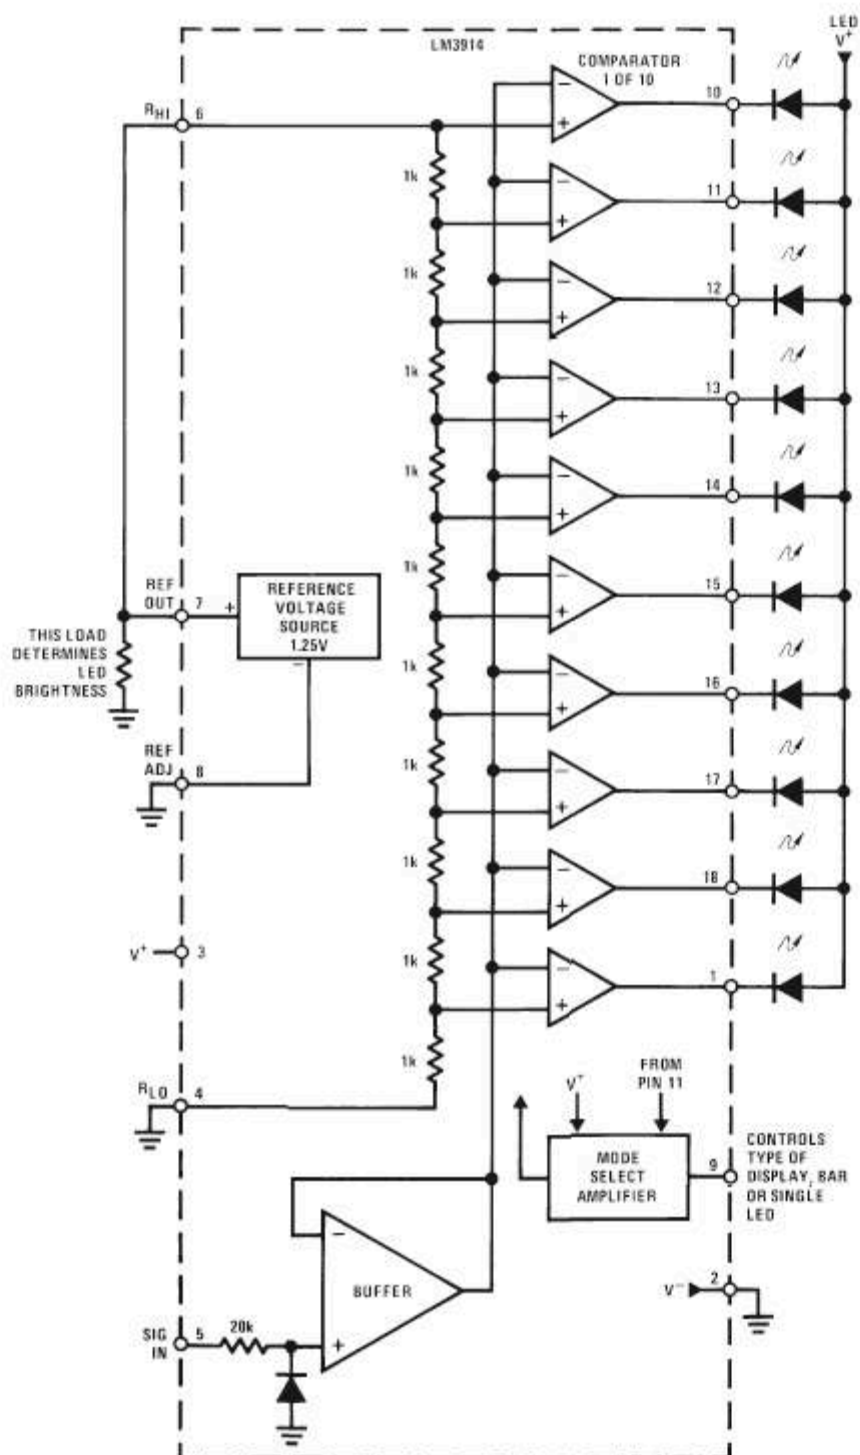 LM3914
LED
V+
COMPARATOR
1 OF 10
RHI
6
−
+
10
1k
−
+
11
1k
−
+
12
1k
−
+
13
1k
−
+
14
1k
REF
OUT
7
+
REFERENCE
VOLTAGE
SOURCE
1.25V
−
−
+
15
THIS LOAD
DETERMINES
LED
BRIGHTNESS
1k
−
+
16
REF
ADJ
8
1k
−
+
17
1k
−
+
18
V+
3
1k
−
+
1
1k
RLO
4
V+
FROM
PIN 11
MODE
SELECT
AMPLIFIER
9
CONTROLS
TYPE OF
DISPLAY, BAR
OR SINGLE
LED
−
BUFFER
+
V−
2
SIG
IN
5
20k